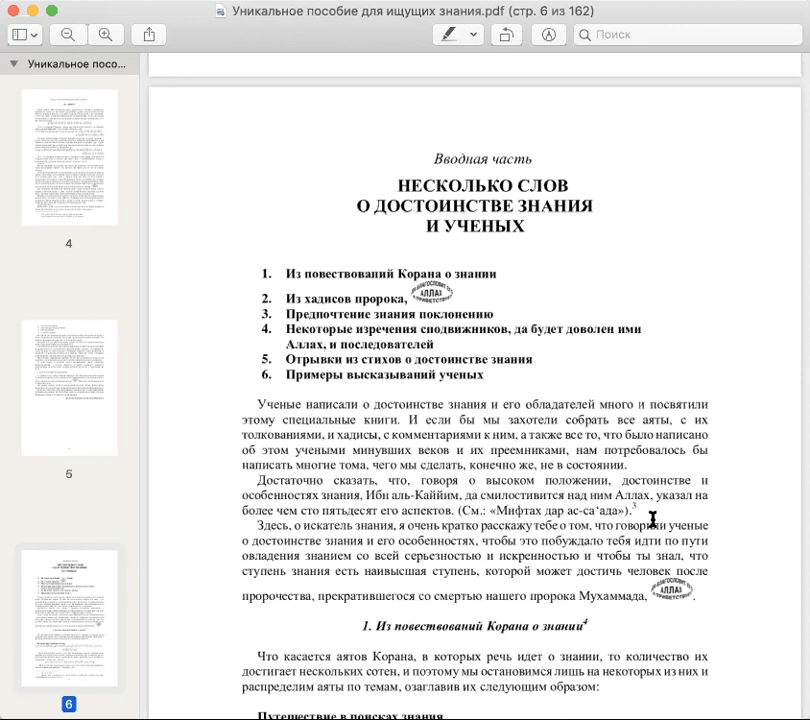 Уникальное пособие для ищущих знания.pdf (стр. 6 из 162)
Поиск
Уникальное посо...
4
5
6
Вводная часть
НЕСКОЛЬКО СЛОВ
О ДОСТОИНСТВЕ ЗНАНИЯ
И УЧЕНЫХ
1. Из повествований Корана о знании
2. Из хадисов пророка, АЛЛАХ
3. Предпочтение знания поклонению
4. Некоторые изречения сподвижников, да будет доволен ими
Аллах, и последователей
5. Отрывки из стихов о достоинстве знания
6. Примеры высказываний ученых
Ученые написали о достоинстве знания и его обладателей много и посвятили
этому специальные книги. И если бы мы захотели собрать все аяты, с их
толкованиями, и хадисы, с комментариями к ним, а также все то, что было написано
об этом учеными минувших веков и их преемниками, нам потребовалось бы
написать многие тома, чего мы сделать, конечно же, не в состоянии.
Достаточно сказать, что, говоря о высоком положении, достоинстве и
особенностях знания, Ибн аль-Каййим, да смилостивится над ним Аллах, указал на
более чем сто пятьдесят его аспектов. (См.: «Мифтах дар ас-са‘ада»).3
Здесь, о искатель знания, я очень кратко расскажу тебе о том, что говорили ученые
о достоинстве знания и его особенностях, чтобы это побуждало тебя идти по пути
овладения знанием со всей серьезностью и искренностью и чтобы ты знал, что
ступень знания есть наивысшая ступень, которой может достичь человек после
пророчества, прекратившегося со смертью нашего пророка Мухаммада, АЛЛАХ.
1. Из повествований Корана о знании4
Что касается аятов Корана, в которых речь идет о знании, то количество их
достигает нескольких сотен, и поэтому мы остановимся лишь на некоторых из них и
распределим аяты по темам, озаглавив их следующим образом:
Путешествие в поисках знания